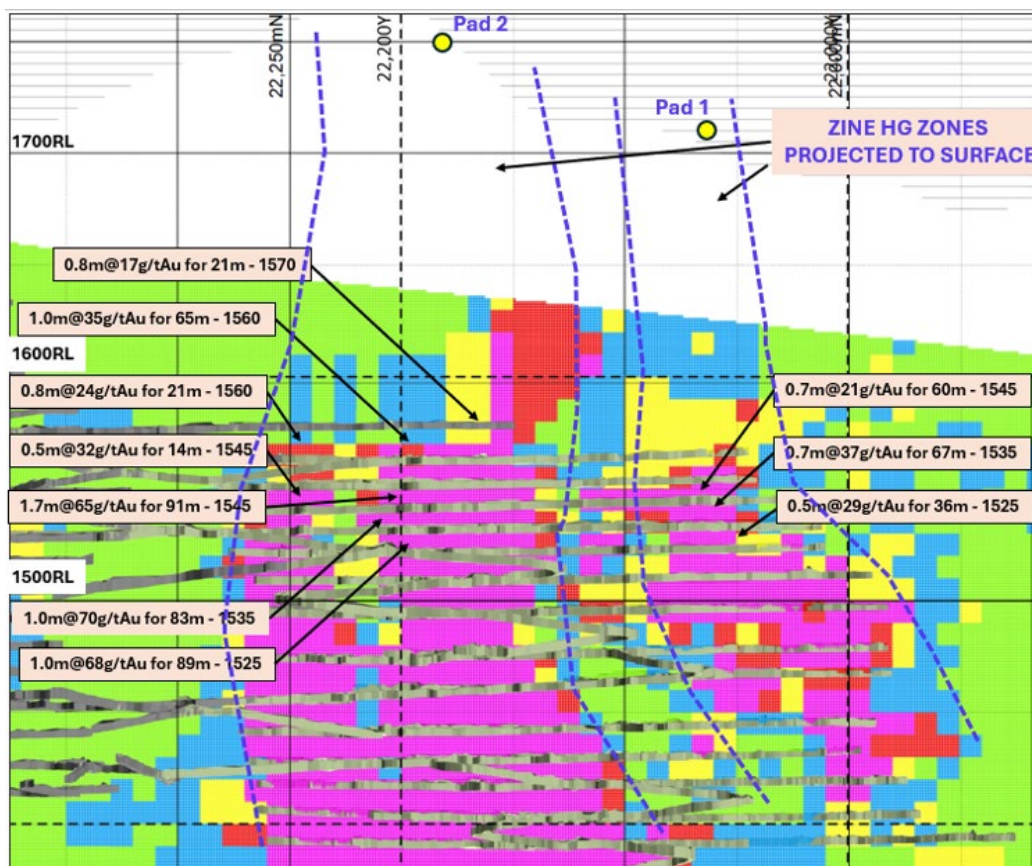 Pad 2
22,250mN
22,200Y
Pad 1
1700RL
ZINE HG ZONES
PROJECTED TO SURFACE
0.8m@17g/tAu for 21m - 1570
1.0m@35g/tAu for 65m - 1560
1600RL
0.8m@24g/tAu for 21m - 1560
0.7m@21g/tAu for 60m - 1545
0.5m@32g/tAu for 14m - 1545
0.7m@37g/tAu for 67m - 1535
1.7m@65g/tAu for 91m - 1545
0.5m@29g/tAu for 36m - 1525
1500RL
1.0m@70g/tAu for 83m - 1535
1.0m@68g/tAu for 89m - 1525